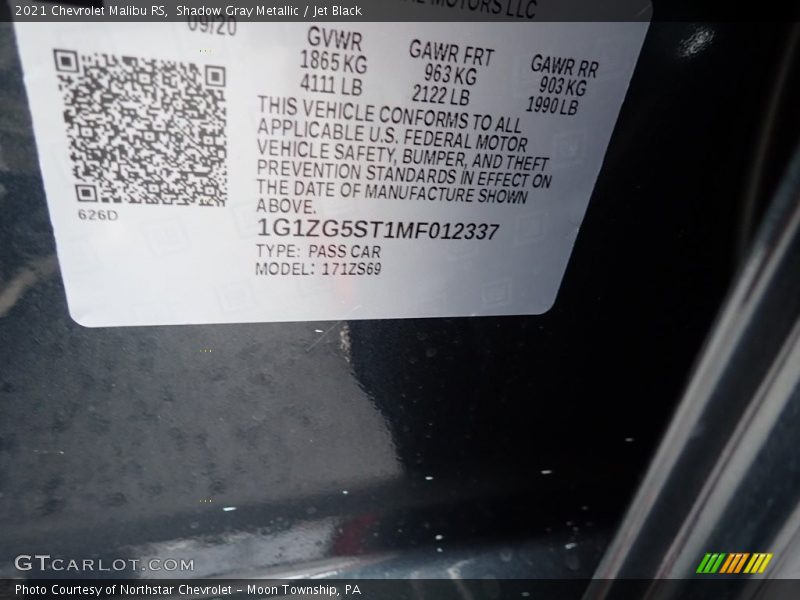 2021 Chevrolet Malibu RS,  Shadow Gray Metallic / Jet Black
MOTORS LLC
09/20
GVWR
1865 KG
4111 LB
GAWR FRT
963 KG
2122 LB
GAWR RR
903 KG
1990 LB
THIS VEHICLE CONFORMS TO ALL
APPLICABLE U.S. FEDERAL MOTOR
VEHICLE SAFETY, BUMPER, AND THEFT
PREVENTION STANDARDS IN EFFECT ON
THE DATE OF MANUFACTURE SHOWN
ABOVE.
626D
1G1ZG5ST1MF012337
TYPE: PASS CAR
MODEL: 171ZS69
GTCARLOT.COM
Photo Courtesy of Northstar Chevrolet – Moon Township, PA